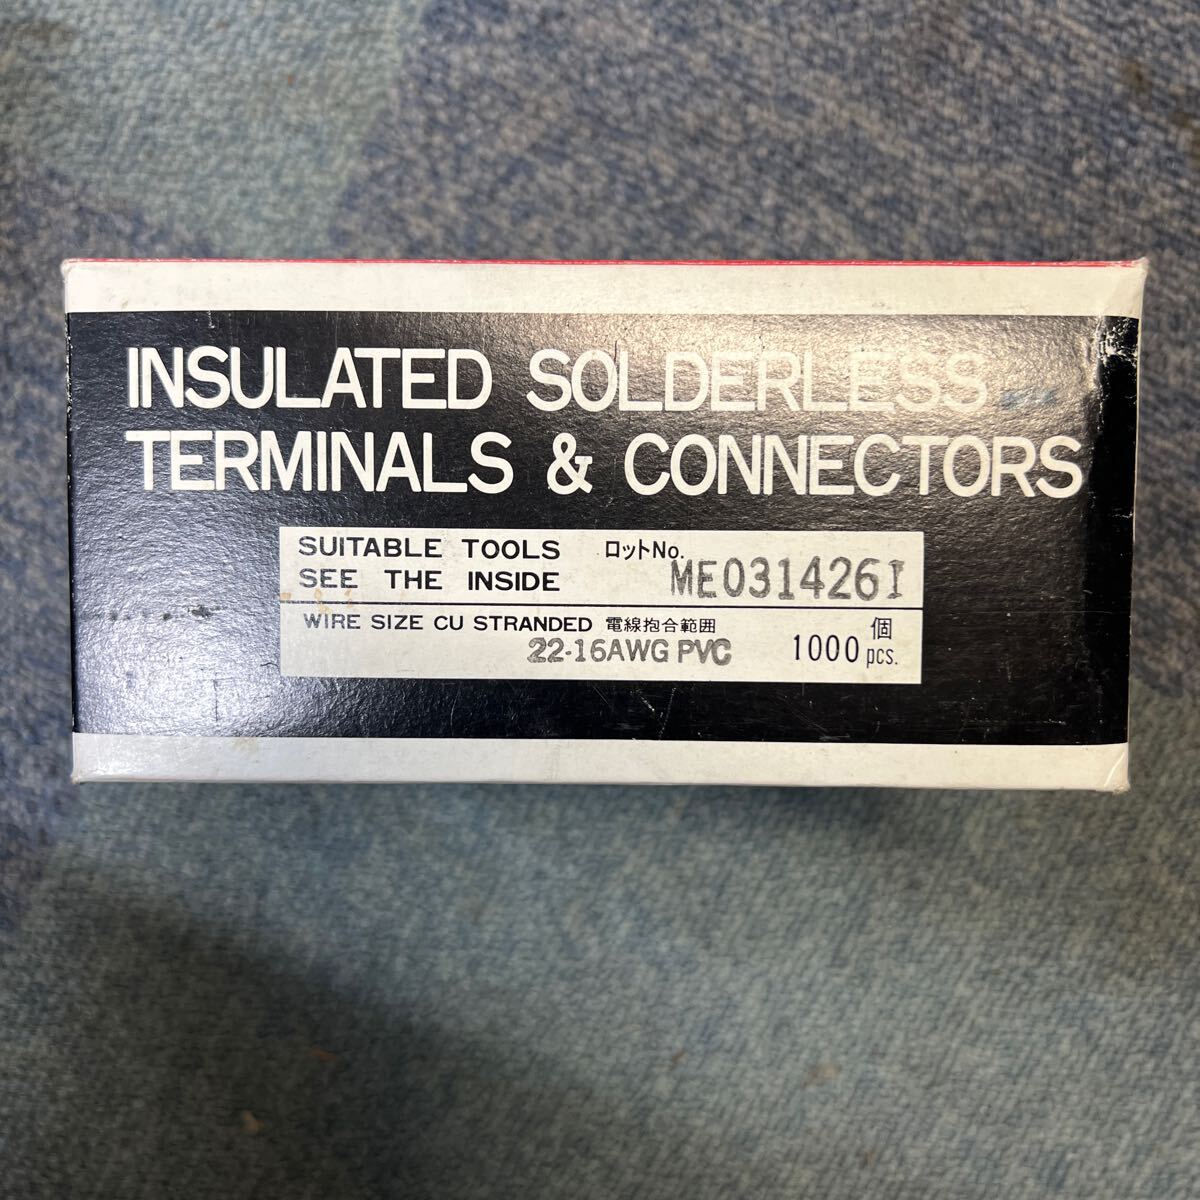 INSULATED SOLDERLESS
TERMINALS & CONNECTORS
SUITABLE TOOLS
SEE THE INSIDE
ロットNo.
ME0314261
WIRE SIZE CU STRANDED 電線抱合範囲
22-16AWG PVC
1000 個
pcs.